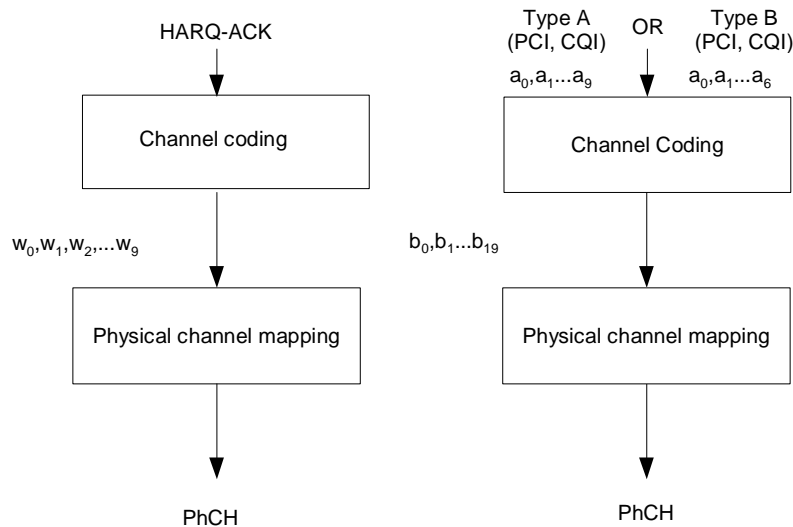 HARQ-ACK
Channel coding
w0,w1,w2,...w9
Physical channel mapping
PhCH
Type A
(PCI, CQI)
OR
Type B
(PCI, CQI)
a0,a1...a9
a0,a1...a6
Channel Coding
b0,b1...b19
Physical channel mapping
PhCH